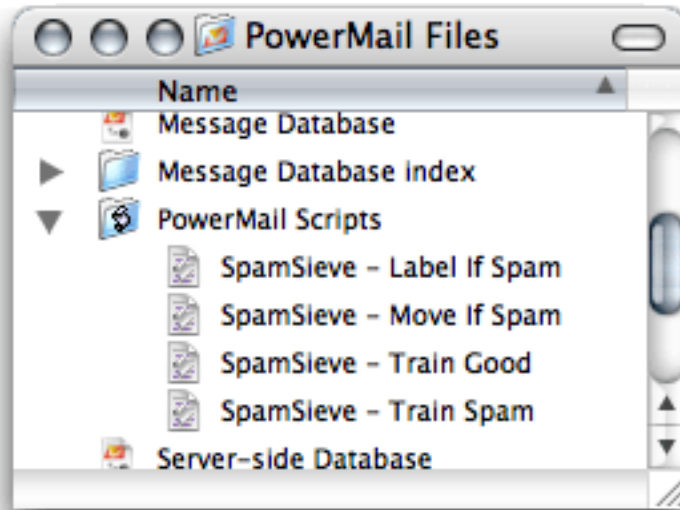 PowerMail Files
Name
Message Database
Message Database index
PowerMail Scripts
SpamSieve – Label If Spam
SpamSieve – Move If Spam
SpamSieve – Train Good
SpamSieve – Train Spam
Server-side Database